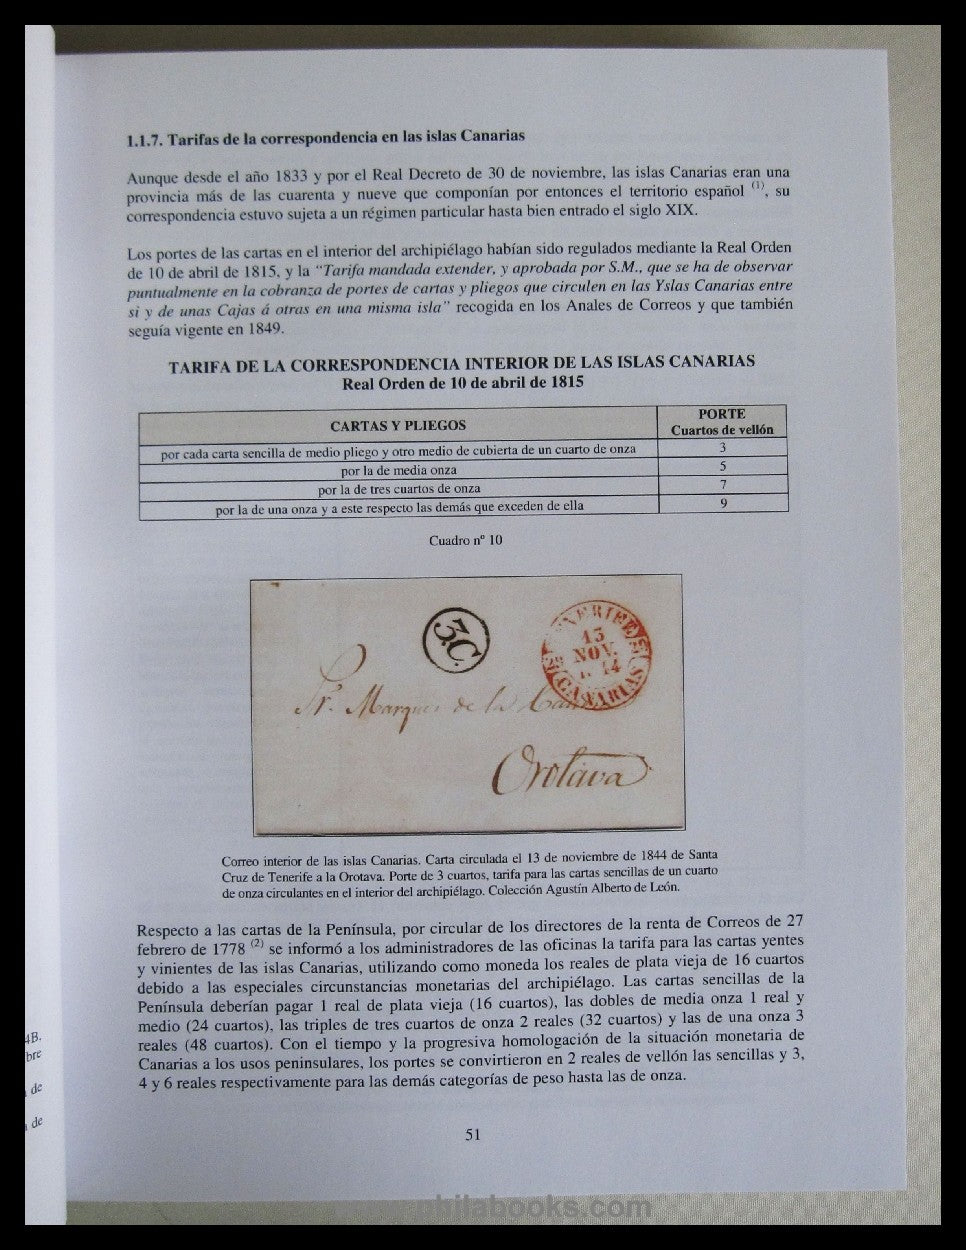 1.1.7. Tarifas de la correspondencia en las islas Canarias
Aunque desde el año 1833 y por el Real Decreto de 30 de noviembre, las islas Canarias eran una
provincia más de las cuarenta y nueve que componían por entonces el territorio español (1), su
correspondencia estuvo sujeta a un régimen particular hasta bien entrado el siglo XIX.
Los portes de las cartas en el interior del archipiélago habían sido regulados mediante la Real Orden
de 10 de abril de 1815, y la "Tarifa mandada extender, y aprobada por S.M., que se ha de observar
puntualmente en la cobranza de portes de cartas y pliegos que circulen en las Yslas Canarias entre
si y de unas Cajas á otras en una misma isla" recogida en los Anales de Correos y que también
seguía vigente en 1849.
TARIFA DE LA CORRESPONDENCIA INTERIOR DE LAS ISLAS CANARIAS
Real Orden de 10 de abril de 1815
CARTAS Y PLIEGOS
PORTE
Cuartos de vellón
por cada carta sencilla de medio pliego y otro medio de cubierta de un cuarto de onza 3
por la de media onza 5
por la de tres cuartos de onza 7
por la de una onza y a este respecto las demás que exceden de ella 9
Cuadro nº 10
3.C.
TENERIFE
13
NOV.
44
CANARIAS
Sr. Marques de la
Orotava
Correo interior de las islas Canarias. Carta circulada el 13 de noviembre de 1844 de Santa
Cruz de Tenerife a la Orotava. Porte de 3 cuartos, tarifa para las cartas sencillas de un cuarto
de onza circulantes en el interior del archipiélago. Colección Agustín Alberto de León.
Respecto a las cartas de la Península, por circular de los directores de la renta de Correos de 27
febrero de 1778 (2) se informó a los administradores de las oficinas la tarifa para las cartas yentes
y vinientes de las islas Canarias, utilizando como moneda los reales de plata vieja de 16 cuartos
debido a las especiales circunstancias monetarias del archipiélago. Las cartas sencillas de la
Península deberían pagar 1 real de plata vieja (16 cuartos), las dobles de media onza 1 real y
medio (24 cuartos), las triples de tres cuartos de onza 2 reales (32 cuartos) y las de una onza 3
reales (48 cuartos). Con el tiempo y la progresiva homologación de la situación monetaria de
Canarias a los usos peninsulares, los portes se convirtieron en 2 reales de vellón las sencillas y 3,
4 y 6 reales respectivamente para las demás categorías de peso hasta las de onza.
51
4B.
bre
de
de
philabooks.com